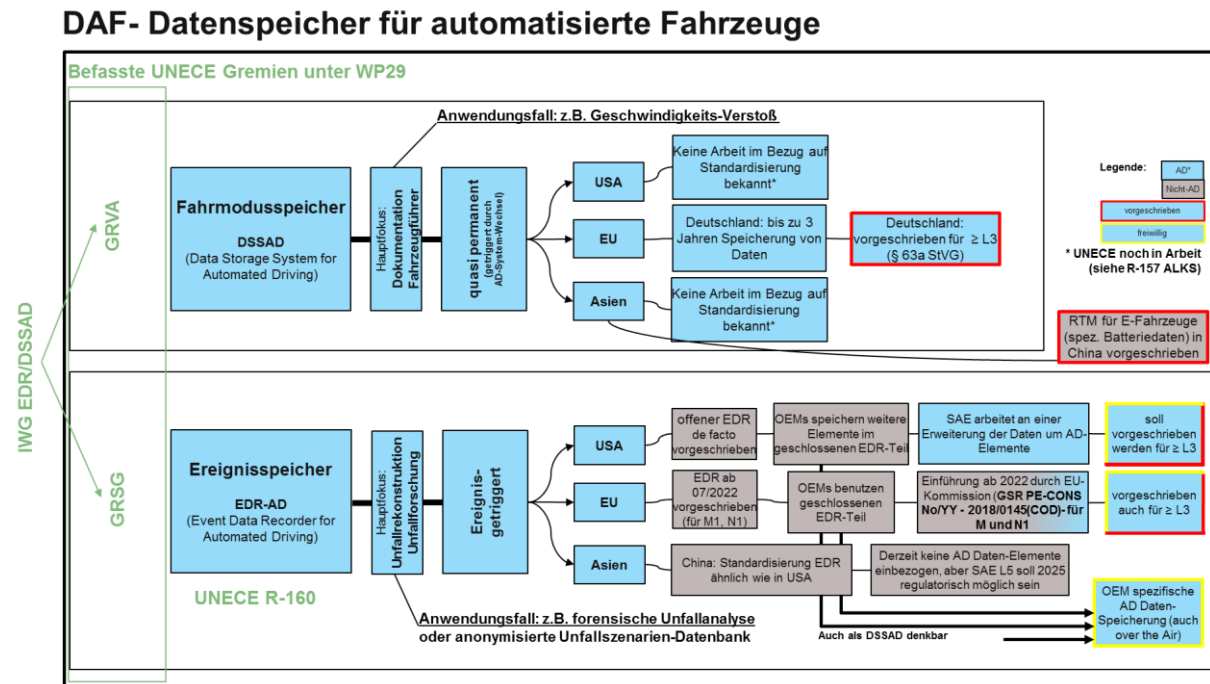 DAF- Datenspeicher für automatisierte Fahrzeuge
Befasste UNECE Gremien unter WP29
IWG EDR/DSSAD
GRVA
GRSG
Anwendungsfall: z.B. Geschwindigkeits-Verstoß
Fahrmodusspeicher
DSSAD
(Data Storage System for
Automated Driving)
Hauptfokus:
Dokumentation
Fahrzeugführer
quasi permanent
(getriggert durch
AD-System-Wechsel)
USA
Keine Arbeit im Bezug auf
Standardisierung
bekannt*
EU
Deutschland: bis zu 3
Jahren Speicherung von
Daten
Deutschland:
vorgeschrieben für ≥ L3
(§ 63a StVG)
Asien
Keine Arbeit im Bezug auf
Standardisierung
bekannt*
Legende:
AD*
Nicht-AD
vorgeschrieben
freiwillig
* UNECE noch in Arbeit
(siehe R-157 ALKS)
RTM für E-Fahrzeuge
(spez. Batteriedaten) in
China vorgeschrieben
Ereignisspeicher
EDR-AD
(Event Data Recorder for
Automated Driving)
UNECE R-160
Hauptfokus:
Unfallrekonstruktion
Unfallforschung
Ereignis-
getriggert
USA
offener EDR
de facto
vorgeschrieben
OEMs speichern weitere
Elemente im
geschlossenen EDR-Teil
SAE arbeitet an einer
Erweiterung der Daten um AD-
Elemente
soll
vorgeschrieben
werden für ≥ L3
EU
EDR ab
07/2022
vorgeschrieben
(für M1, N1)
OEMs benutzen
geschlossenen
EDR-Teil
Einführung ab 2022 durch EU-
Kommission (GSR PE-CONS
No/YY - 2018/0145(COD)- für
M und N1
vorgeschrieben
auch für ≥ L3
Asien
China: Standardisierung EDR
ähnlich wie in USA
Derzeit keine AD Daten-Elemente
einbezogen, aber SAE L5 soll 2025
regulatorisch möglich sein
OEM spezifische
AD Daten-
Speicherung (auch
over the Air)
Anwendungsfall: z.B. forensische Unfallanalyse
oder anonymisierte Unfallszenarien-Datenbank
Auch als DSSAD denkbar